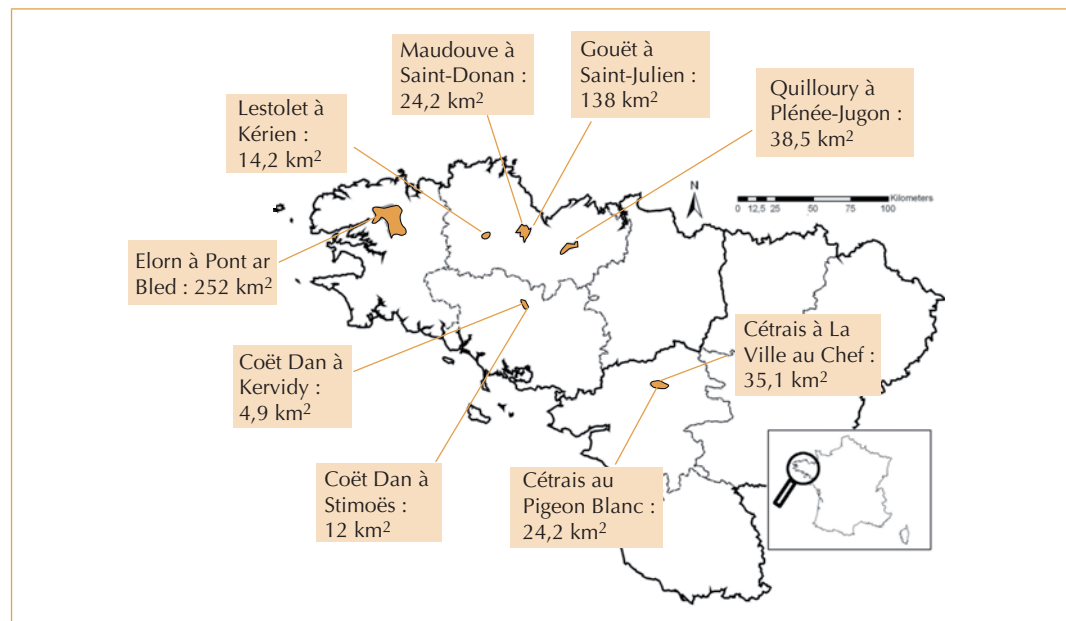 Maudouve à
Saint-Donan :
24,2 km²
Gouët à
Saint-Julien :
138 km²
Quilloury à
Plénée-Jugon :
38,5 km²
Lestolet à
Kérien :
14,2 km²
N
Kilometers
0 12,5 25 50 75 100
Elorn à Pont ar
Bled : 252 km²
Coët Dan à
Kervidy :
4,9 km²
Cétrais à La
Ville au Chef :
35,1 km²
Coët Dan à
Stimoës :
12 km²
Cétrais au
Pigeon Blanc :
24,2 km²